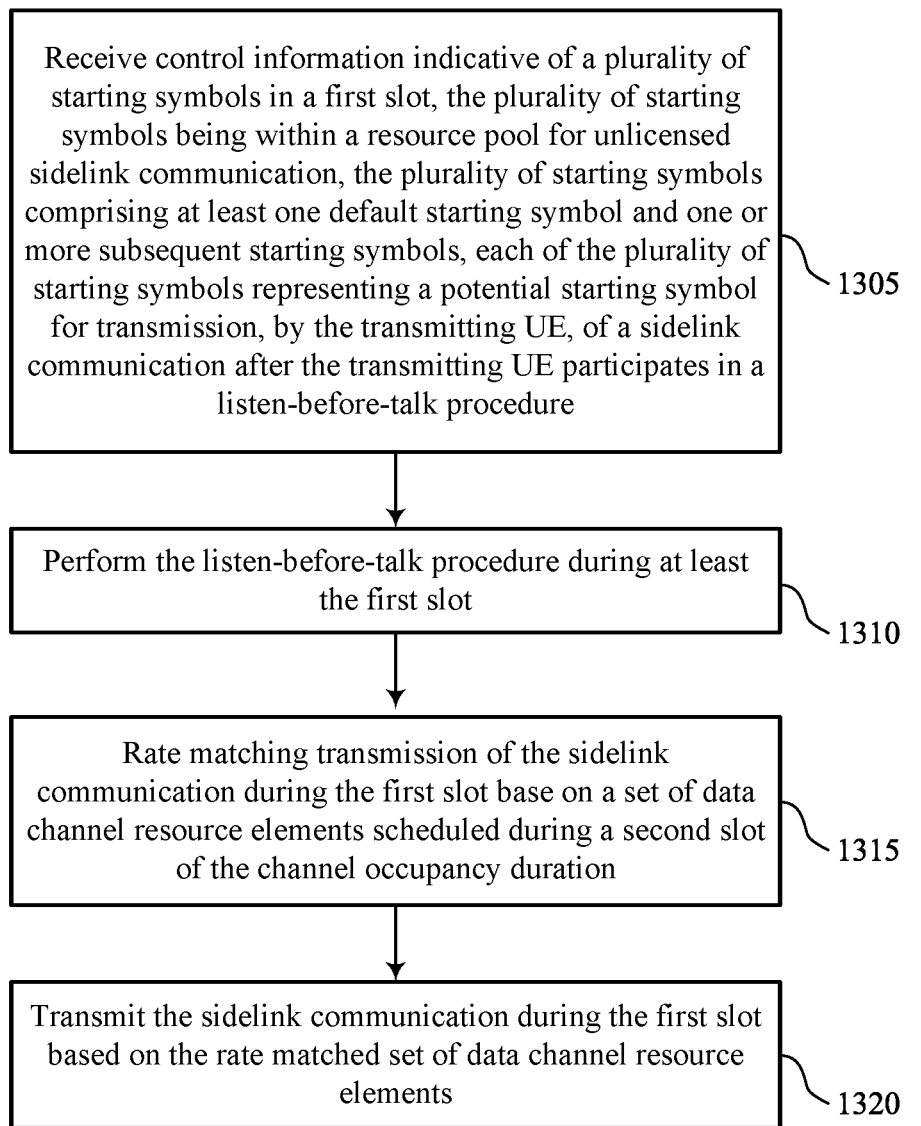 Receive control information indicative of a plurality of
starting symbols in a first slot, the plurality of starting
symbols being within a resource pool for unlicensed
sidelink communication, the plurality of starting symbols
comprising at least one default starting symbol and one or
more subsequent starting symbols, each of the plurality of
starting symbols representing a potential starting symbol
for transmission, by the transmitting UE, of a sidelink
communication after the transmitting UE participates in a
listen-before-talk procedure
1305
Perform the listen-before-talk procedure during at least
the first slot
1310
Rate matching transmission of the sidelink
communication during the first slot base on a set of data
channel resource elements scheduled during a second slot
of the channel occupancy duration
1315
Transmit the sidelink communication during the first slot
based on the rate matched set of data channel resource
elements
1320